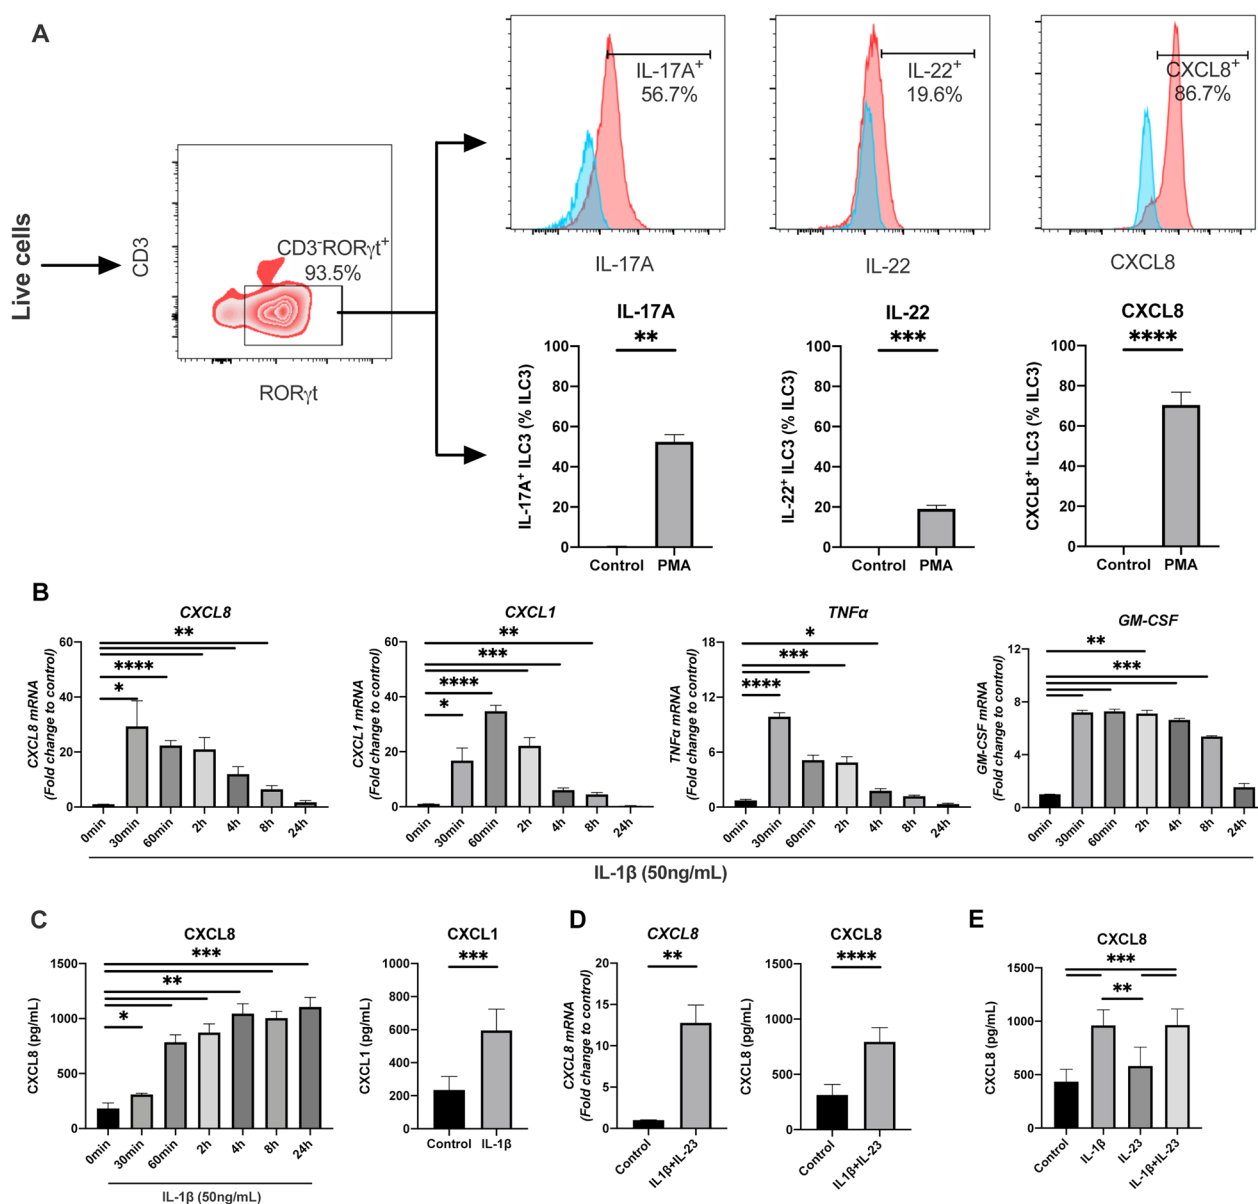 A
Live cells
CD3
CD3⁻RORγt⁺
93.5%
RORγt
IL-17A⁺
56.7%
IL-17A
IL-22⁺
19.6%
IL-22
CXCL8⁺
86.7%
CXCL8
IL-17A
**
IL-17A⁺ ILC3 (% ILC3)
100
80
60
40
20
0
Control PMA
IL-22
***
IL-22⁺ ILC3 (% ILC3)
100
80
60
40
20
0
Control PMA
CXCL8
****
CXCL8⁺ ILC3 (% ILC3)
100
80
60
40
20
0
Control PMA
B
CXCL8
**
****
*
CXCL8 mRNA
(Fold change to control)
60
40
20
0
0min 30min 60min 2h 4h 8h 24h
CXCL1
**
***
****
*
CXCL1 mRNA
(Fold change to control)
60
40
20
0
0min 30min 60min 2h 4h 8h 24h
TNFα
*
***
****
TNFα mRNA
(Fold change to control)
18
12
6
0
0min 30min 60min 2h 4h 8h 24h
GM-CSF
**
***
GM-CSF mRNA
(Fold change to control)
12
8
4
0
0min 30min 60min 2h 4h 8h 24h
IL-1β (50ng/mL)
C
CXCL8
***
**
*
CXCL8 (pg/mL)
1500
1000
500
0
0min 30min 60min 2h 4h 8h 24h
IL-1β (50ng/mL)
CXCL1
***
CXCL1 (pg/mL)
1000
800
600
400
200
0
Control IL-1β
D
CXCL8
**
CXCL8 mRNA
(Fold change to control)
20
15
10
5
0
Control IL1β+IL-23
CXCL8
****
CXCL8 (pg/mL)
1500
1000
500
0
Control IL1β+IL-23
E
CXCL8
***
**
CXCL8 (pg/mL)
1500
1000
500
0
Control IL-1β IL-23 IL-1β+IL-23